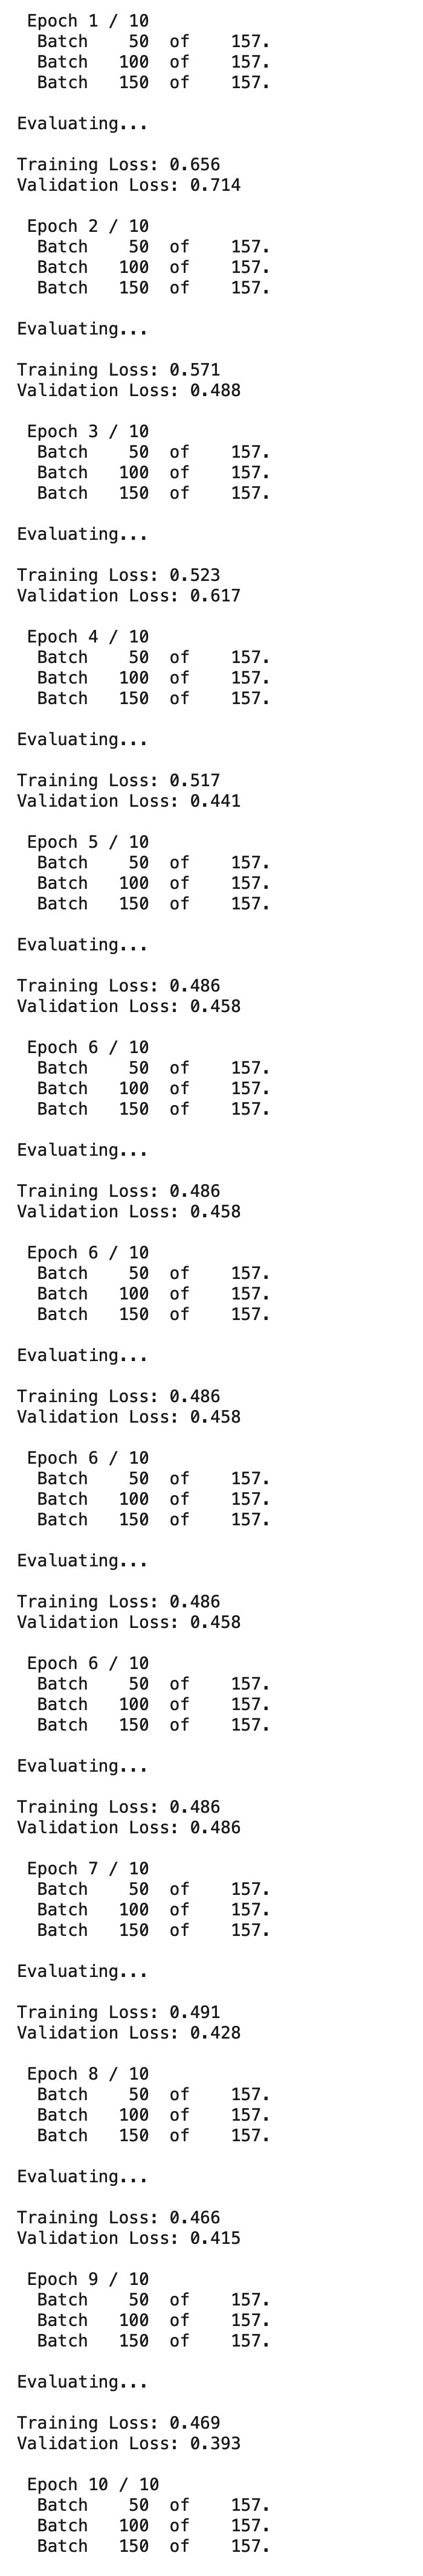 Epoch 1 / 10
Batch 50 of 157.
Batch 100 of 157.
Batch 150 of 157.
Evaluating...
Training Loss: 0.656
Validation Loss: 0.714
Epoch 2 / 10
Batch 50 of 157.
Batch 100 of 157.
Batch 150 of 157.
Evaluating...
Training Loss: 0.571
Validation Loss: 0.488
Epoch 3 / 10
Batch 50 of 157.
Batch 100 of 157.
Batch 150 of 157.
Evaluating...
Training Loss: 0.523
Validation Loss: 0.617
Epoch 4 / 10
Batch 50 of 157.
Batch 100 of 157.
Batch 150 of 157.
Evaluating...
Training Loss: 0.517
Validation Loss: 0.441
Epoch 5 / 10
Batch 50 of 157.
Batch 100 of 157.
Batch 150 of 157.
Evaluating...
Training Loss: 0.486
Validation Loss: 0.458
Epoch 6 / 10
Batch 50 of 157.
Batch 100 of 157.
Batch 150 of 157.
Evaluating...
Training Loss: 0.486
Validation Loss: 0.458
Epoch 6 / 10
Batch 50 of 157.
Batch 100 of 157.
Batch 150 of 157.
Evaluating...
Training Loss: 0.486
Validation Loss: 0.458
Epoch 6 / 10
Batch 50 of 157.
Batch 100 of 157.
Batch 150 of 157.
Evaluating...
Training Loss: 0.486
Validation Loss: 0.458
Epoch 6 / 10
Batch 50 of 157.
Batch 100 of 157.
Batch 150 of 157.
Evaluating...
Training Loss: 0.486
Validation Loss: 0.486
Epoch 7 / 10
Batch 50 of 157.
Batch 100 of 157.
Batch 150 of 157.
Evaluating...
Training Loss: 0.491
Validation Loss: 0.428
Epoch 8 / 10
Batch 50 of 157.
Batch 100 of 157.
Batch 150 of 157.
Evaluating...
Training Loss: 0.466
Validation Loss: 0.415
Epoch 9 / 10
Batch 50 of 157.
Batch 100 of 157.
Batch 150 of 157.
Evaluating...
Training Loss: 0.469
Validation Loss: 0.393
Epoch 10 / 10
Batch 50 of 157.
Batch 100 of 157.
Batch 150 of 157.